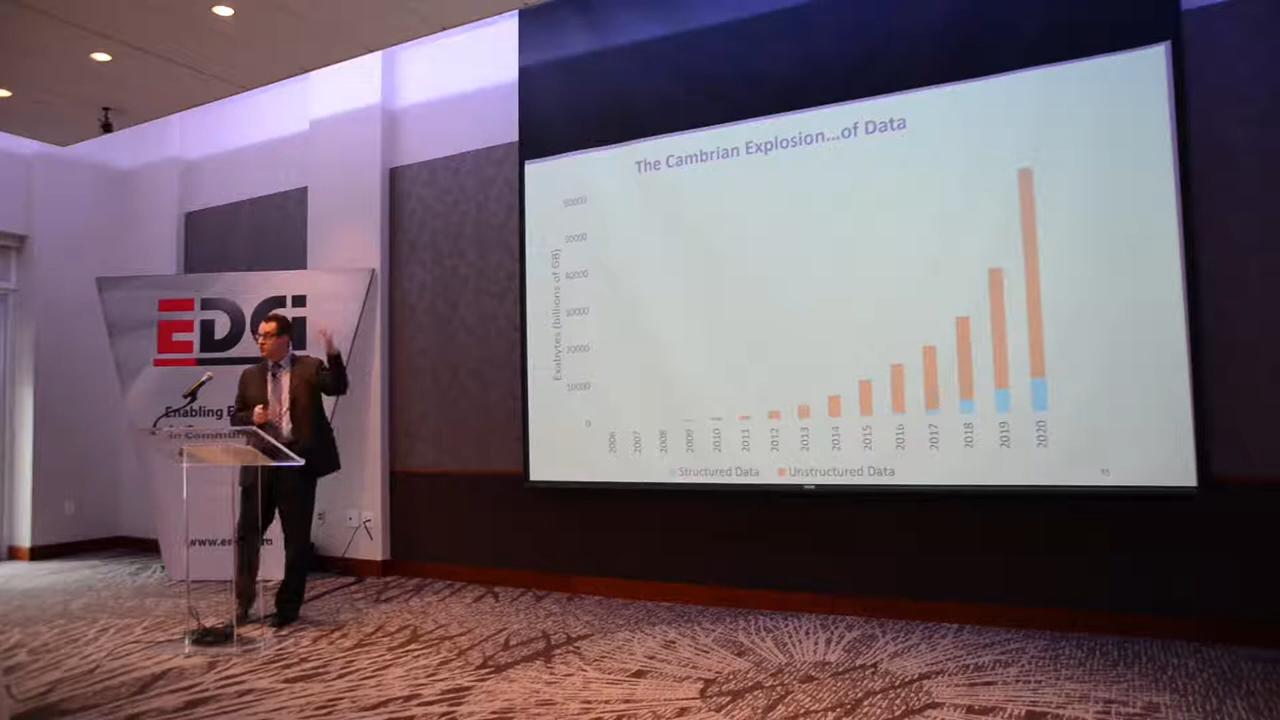 The Cambrian Explosion...of Data
Exabytes (billions of GB)
60000
50000
40000
30000
20000
10000
0
2006 2007 2008 2009 2010 2011 2012 2013 2014 2015 2016 2017 2018 2019 2020
Structured Data Unstructured Data
EDGi
Enabling
in Commun
www.e